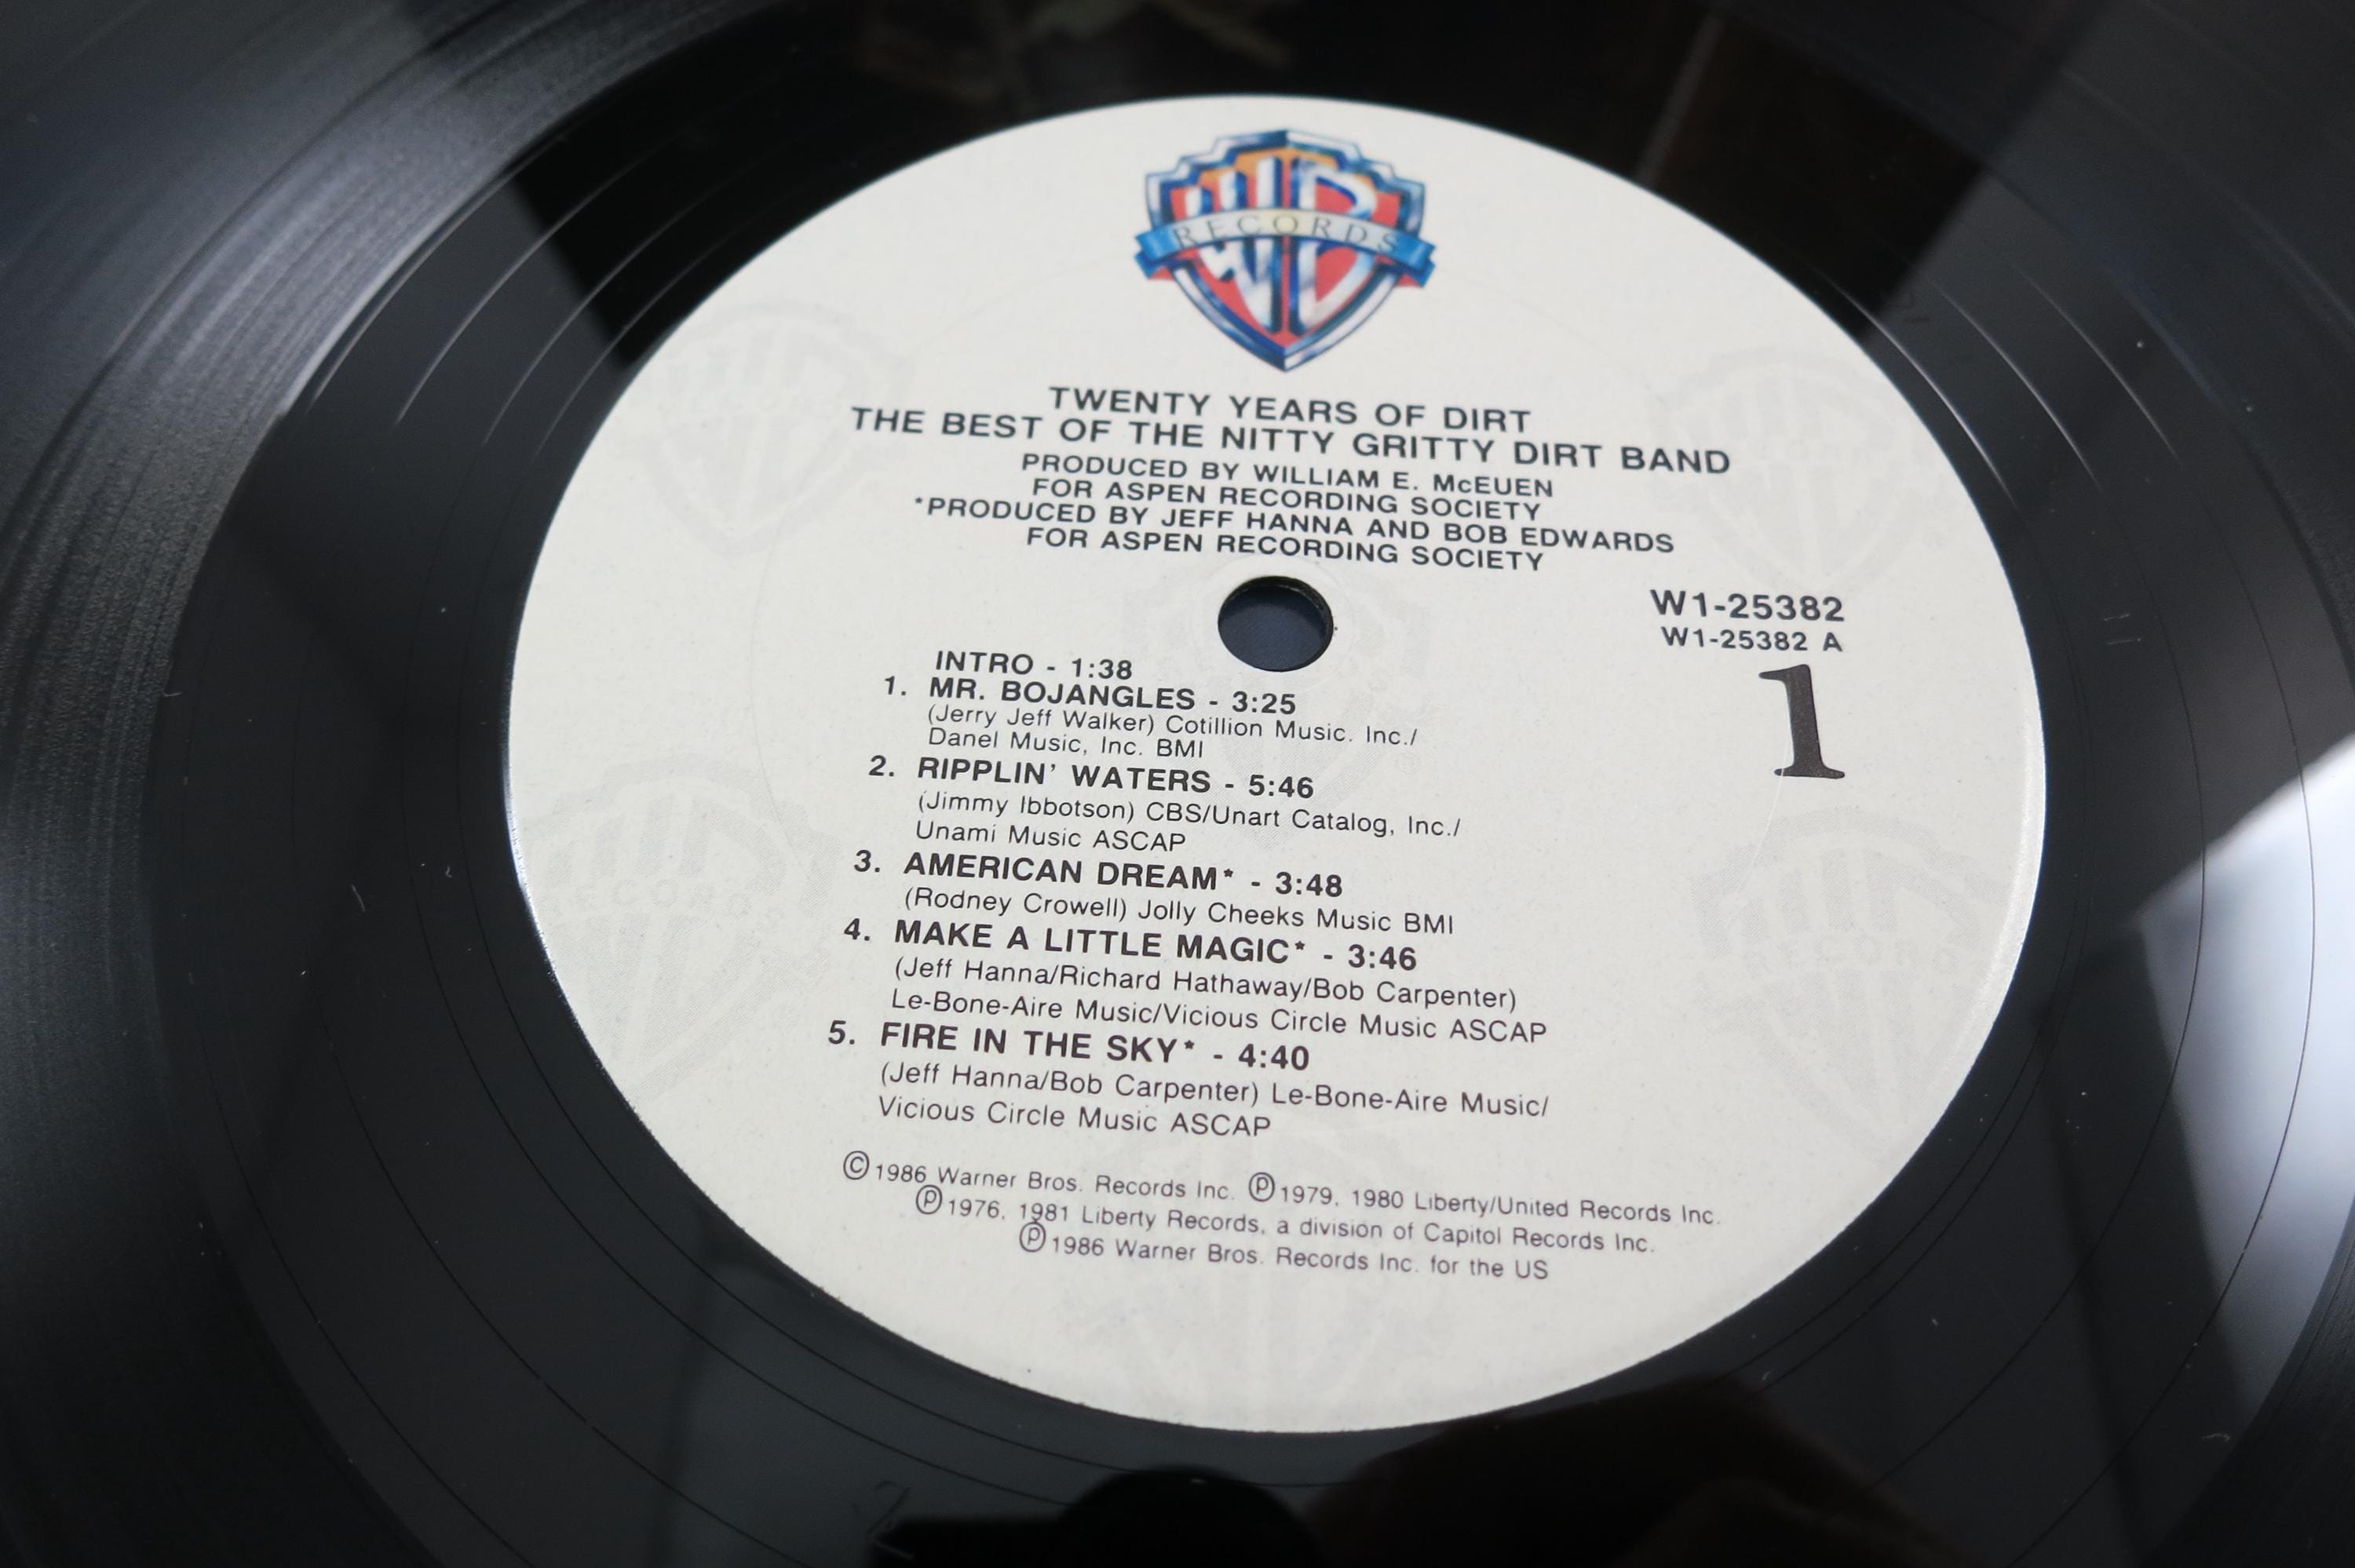 WB
RECORDS
TWENTY YEARS OF DIRT
THE BEST OF THE NITTY GRITTY DIRT BAND
PRODUCED BY WILLIAM E. McEUEN
FOR ASPEN RECORDING SOCIETY
*PRODUCED BY JEFF HANNA AND BOB EDWARDS
FOR ASPEN RECORDING SOCIETY
W1-25382
W1-25382 A
1
INTRO - 1:38
1. MR. BOJANGLES - 3:25
(Jerry Jeff Walker) Cotillion Music. Inc./
Danel Music, Inc. BMI
2. RIPPLIN' WATERS - 5:46
(Jimmy Ibbotson) CBS/Unart Catalog, Inc./
Unami Music ASCAP
3. AMERICAN DREAM* - 3:48
(Rodney Crowell) Jolly Cheeks Music BMI
4. MAKE A LITTLE MAGIC* - 3:46
(Jeff Hanna/Richard Hathaway/Bob Carpenter)
Le-Bone-Aire Music/Vicious Circle Music ASCAP
5. FIRE IN THE SKY* - 4:40
(Jeff Hanna/Bob Carpenter) Le-Bone-Aire Music/
Vicious Circle Music ASCAP
©1986 Warner Bros. Records Inc. ℗1979, 1980 Liberty/United Records Inc.
℗1976, 1981 Liberty Records, a division of Capitol Records Inc.
℗1986 Warner Bros. Records Inc. for the US